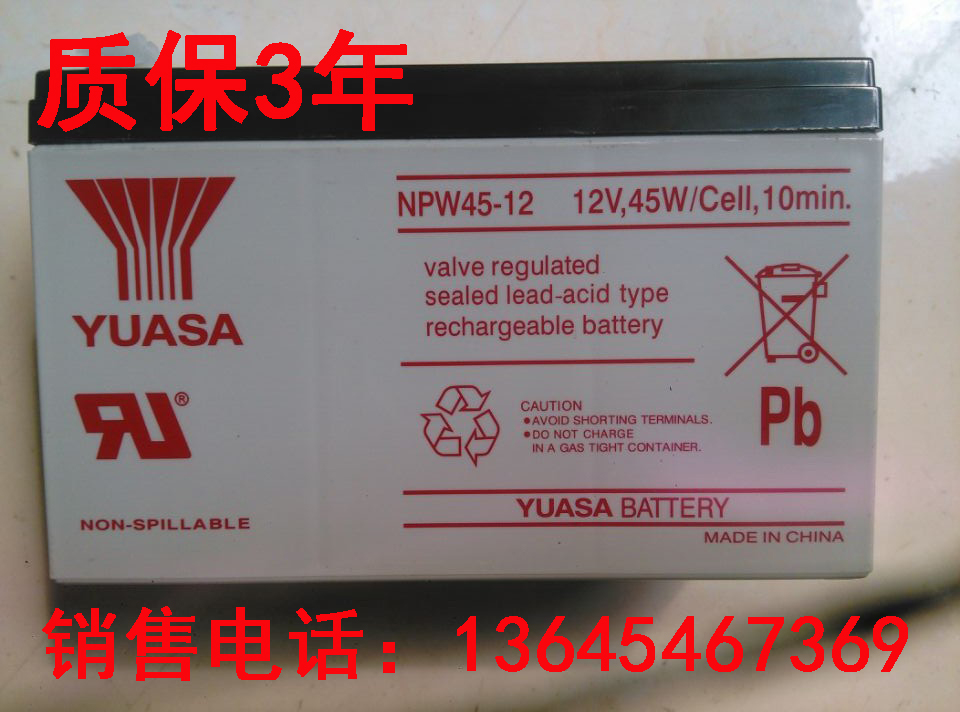 质保3年
NPW45-12 12V,45W/Cell,10min.
valve regulated
sealed lead-acid type
rechargeable battery
YUASA
Pb
CAUTION
●AVOID SHORTING TERMINALS.
●DO NOT CHARGE
IN A GAS TIGHT CONTAINER.
NON-SPILLABLE
YUASA BATTERY
MADE IN CHINA
销售电话：13645467369